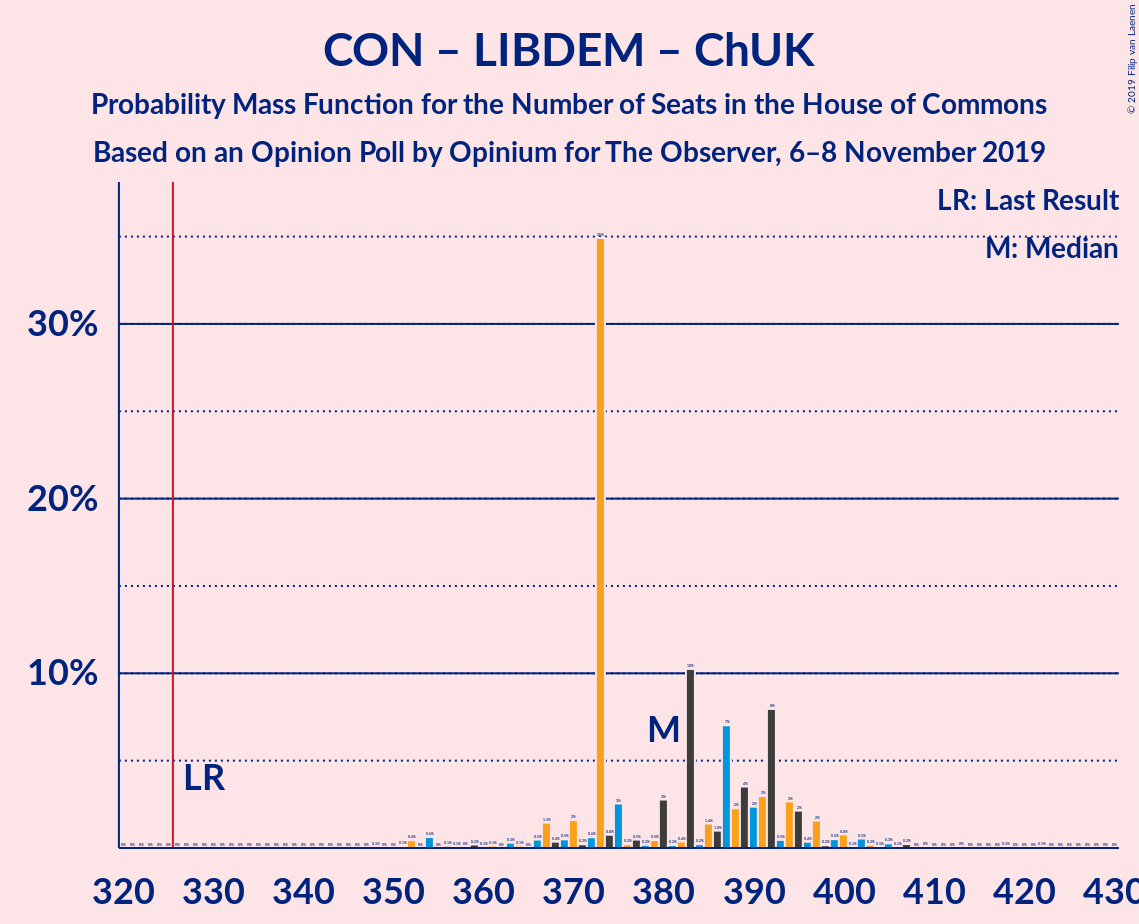 CON – LIBDEM – ChUK
Probability Mass Function for the Number of Seats in the House of Commons
Based on an Opinion Poll by Opinium for The Observer, 6–8 November 2019
© 2019 Filip van Laenen
LR: Last Result
M: Median
30%
20%
10%
M
LR
320 330 340 350 360 370 380 390 400 410 420 430